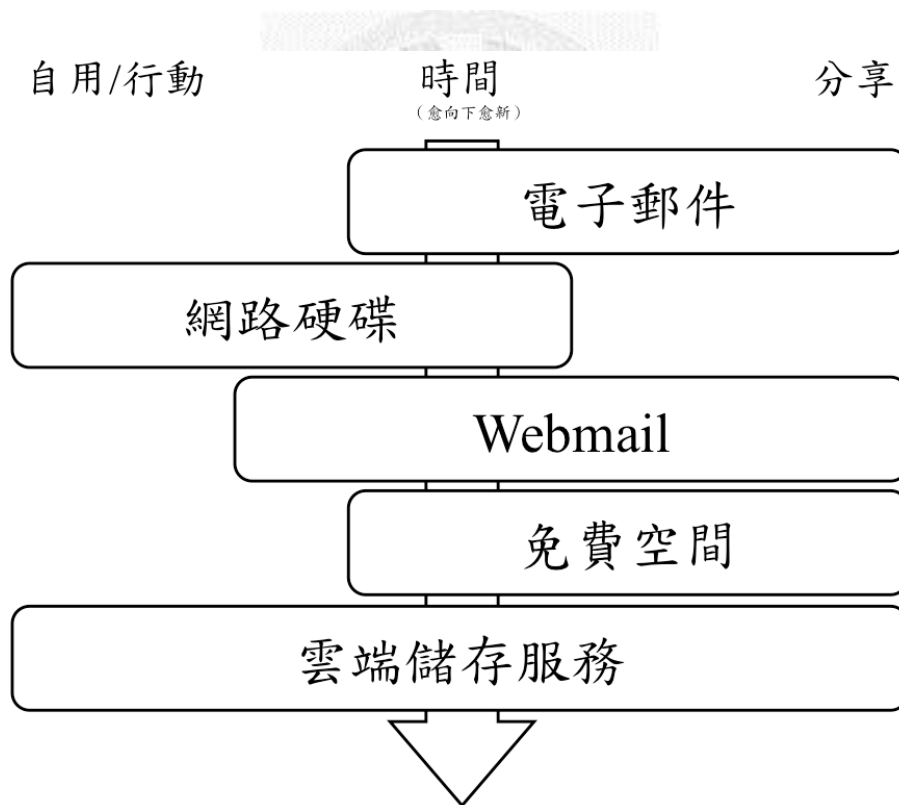 自用/行動 時間 分享
（愈向下愈新）
電子郵件
網路硬碟
Webmail
免費空間
雲端儲存服務